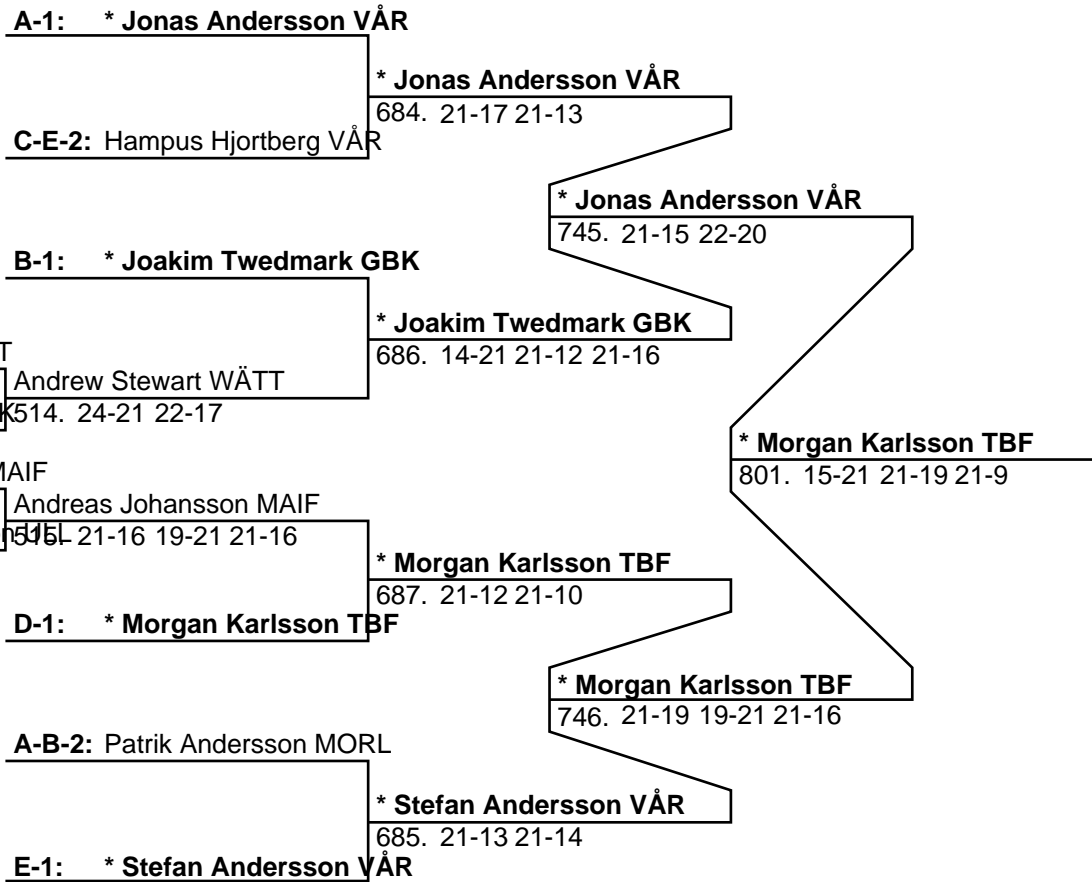 A-1: * Jonas Andersson VÅR
* Jonas Andersson VÅR
684. 21-17 21-13
C-E-2: Hampus Hjortberg VÅR
* Jonas Andersson VÅR
745. 21-15 22-20
B-1: * Joakim Twedmark GBK
* Joakim Twedmark GBK
686. 14-21 21-12 21-16
Andrew Stewart WÄTT
514. 24-21 22-17
* Morgan Karlsson TBF
801. 15-21 21-19 21-9
MAIF
Andreas Johansson MAIF
515. 21-16 19-21 21-16
* Morgan Karlsson TBF
687. 21-12 21-10
D-1: * Morgan Karlsson TBF
* Morgan Karlsson TBF
746. 21-19 19-21 21-16
A-B-2: Patrik Andersson MORL
* Stefan Andersson VÅR
685. 21-13 21-14
E-1: * Stefan Andersson VÅR